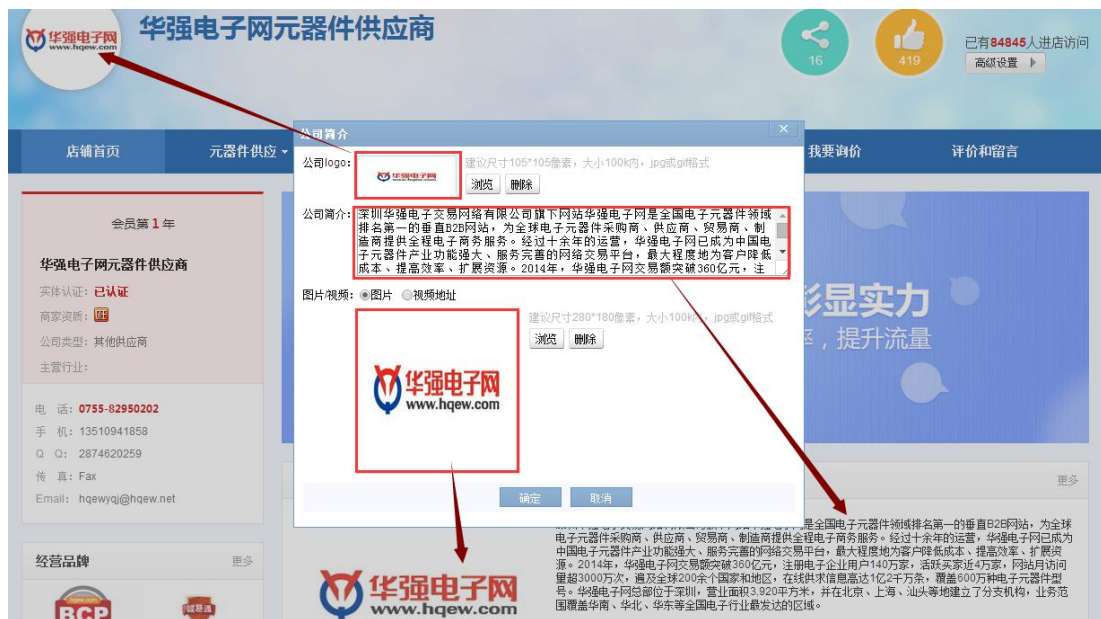 华强电子网
www.hqew.com
华强电子网元器件供应商
16
419
已有84845人进店访问
高级设置
店铺首页
元器件供应
我要询价
评价和留言
公司简介
公司logo：
华强电子网
建议尺寸105*105像素，大小100k内，jpg或gif格式
浏览
删除
公司简介：
深圳华强电子交易网络有限公司旗下网站华强电子网是全国电子元器件领域
排名第一的垂直B2B网站，为全球电子元器件采购商、供应商、贸易商、制
造商提供全程电子商务服务。经过十余年的运营，华强电子网已成为中国电
子元器件产业功能强大、服务完善的网络交易平台，最大程度地为客户降低
成本、提高效率、扩展资源。2014年，华强电子网交易额突破360亿元，注
图片/视频：
图片
视频地址
建议尺寸280*180像素，大小100k内，jpg或gif格式
浏览
删除
华强电子网
www.hqew.com
确定
取消
会员第1年
华强电子网元器件供应商
实体认证：已认证
商家资质：
公司类型：其他供应商
主营行业：
电 话：0755-82950202
手 机：13510941858
Q Q：2874620259
传 真：Fax
Email：hqewyqj@hqew.net
经营品牌
更多
BCP
媒易通
彰显实力
，提升流量
更多
华强电子网
www.hqew.com
是全国电子元器件领域排名第一的垂直B2B网站，为全球
电子元器件采购商、供应商、贸易商、制造商提供全程电子商务服务。经过十余年的运营，华强电子网已成为
中国电子元器件产业功能强大、服务完善的网络交易平台，最大程度地为客户降低成本、提高效率、扩展资
源。2014年，华强电子网交易额突破360亿元，注册电子企业用户140万家，活跃买家近4万家，网站月访问
量超3000万次，遍及全球200余个国家和地区，在线供求信息高达1亿2千万条，覆盖600万种电子元器件型
号。华强电子网总部位于深圳，营业面积3,920平方米，并在北京、上海、汕头等地建立了分支机构，业务范
围覆盖华南、华北、华东等全国电子行业最发达的区域。